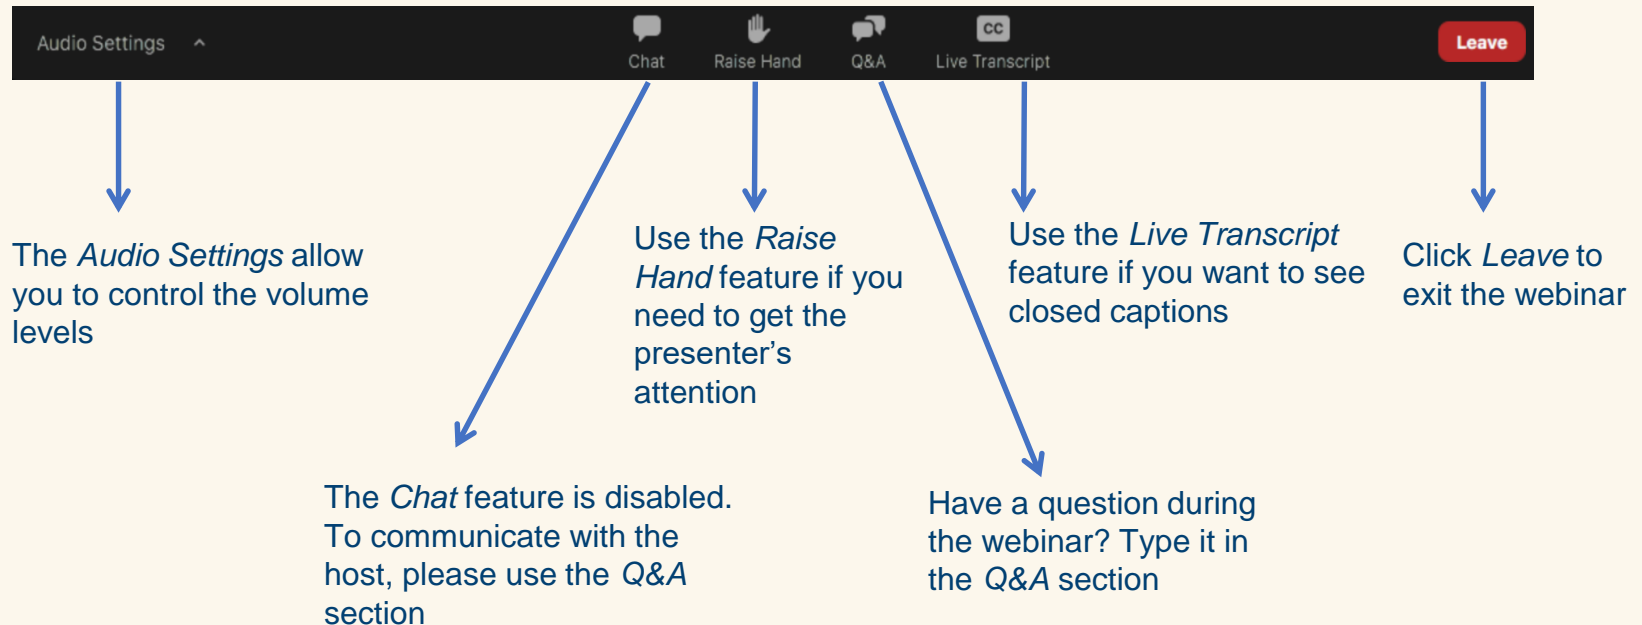 Audio Settings
Chat
Raise Hand
Q&A
CC
Live Transcript
Leave
The Audio Settings allow
you to control the volume
levels
Use the Raise
Hand feature if you
need to get the
presenter’s
attention
Use the Live Transcript
feature if you want to see
closed captions
Click Leave to
exit the webinar
The Chat feature is disabled.
To communicate with the
host, please use the Q&A
section
Have a question during
the webinar? Type it in
the Q&A section